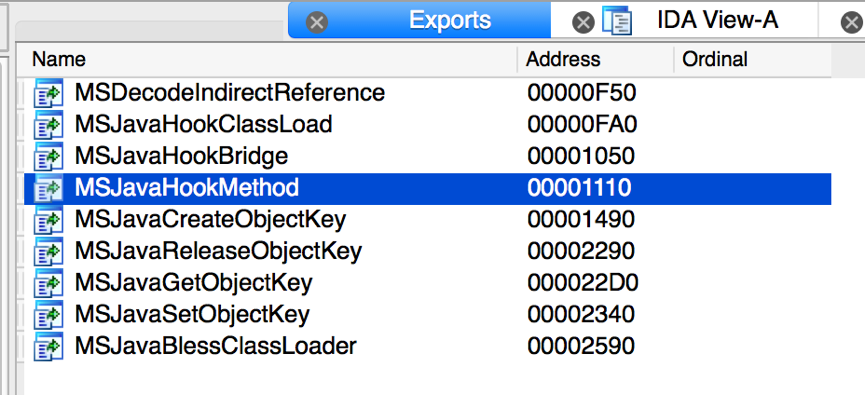 Exports IDA View-A
Name Address Ordinal
MSDecodeIndirectReference 00000F50
MSJavaHookClassLoad 00000FA0
MSJavaHookBridge 00001050
MSJavaHookMethod 00001110
MSJavaCreateObjectKey 00001490
MSJavaReleaseObjectKey 00002290
MSJavaGetObjectKey 000022D0
MSJavaSetObjectKey 00002340
MSJavaBlessClassLoader 00002590